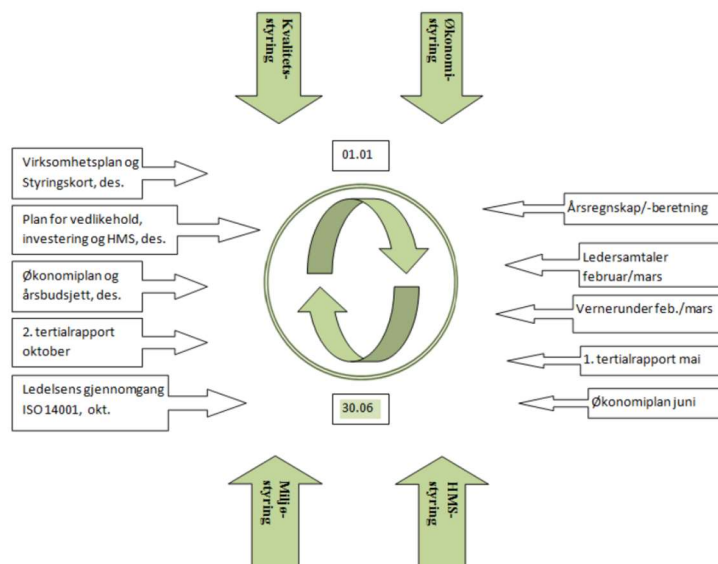 Kvalitets-
styring
Økonomi-
styring
01.01
Virksomhetsplan og
Styringskort, des.
Plan for vedlikehold,
investering og HMS, des.
Økonomiplan og
årsbudsjett, des.
2. tertialrapport
oktober
Ledelsens gjennomgang
ISO 14001, okt.
Årsregnskap/-beretning
Ledersamtaler
februar/mars
Vernerunder feb./mars
1. tertialrapport mai
Økonomiplan juni
30.06
Miljø-
styring
HMS-
styring